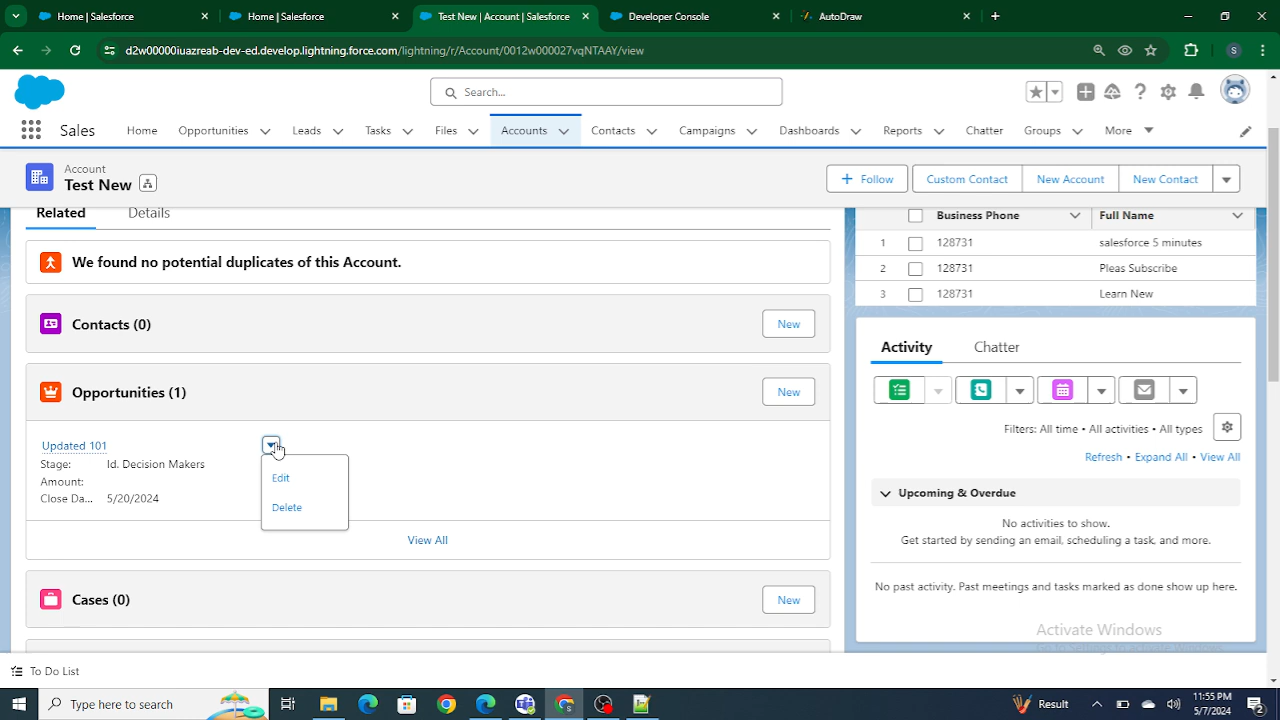 Home | Salesforce
Home | Salesforce
Test New | Account | Salesforce
Developer Console
AutoDraw
d2w00000iuazreab-dev-ed.develop.lightning.force.com/lightning/r/Account/0012w000027vqNTAAY/view
S
Search...
Sales
Home
Opportunities
Leads
Tasks
Files
Accounts
Contacts
Campaigns
Dashboards
Reports
Chatter
Groups
More
Account
Test New
+ Follow
Custom Contact
New Account
New Contact
Related
Details
We found no potential duplicates of this Account.
Contacts (0)
New
Opportunities (1)
New
Updated 101
Stage: Id. Decision Makers
Amount:
Close Da... 5/20/2024
Edit
Delete
View All
Cases (0)
New
Business Phone
Full Name
1 128731 salesforce 5 minutes
2 128731 Pleas Subscribe
3 128731 Learn New
Activity
Chatter
Filters: All time • All activities • All types
Refresh • Expand All • View All
Upcoming & Overdue
No activities to show.
Get started by sending an email, scheduling a task, and more.
No past activity. Past meetings and tasks marked as done show up here.
Activate Windows
Go to Settings to activate Windows.
To Do List
Type here to search
Result
11:55 PM
5/7/2024
2